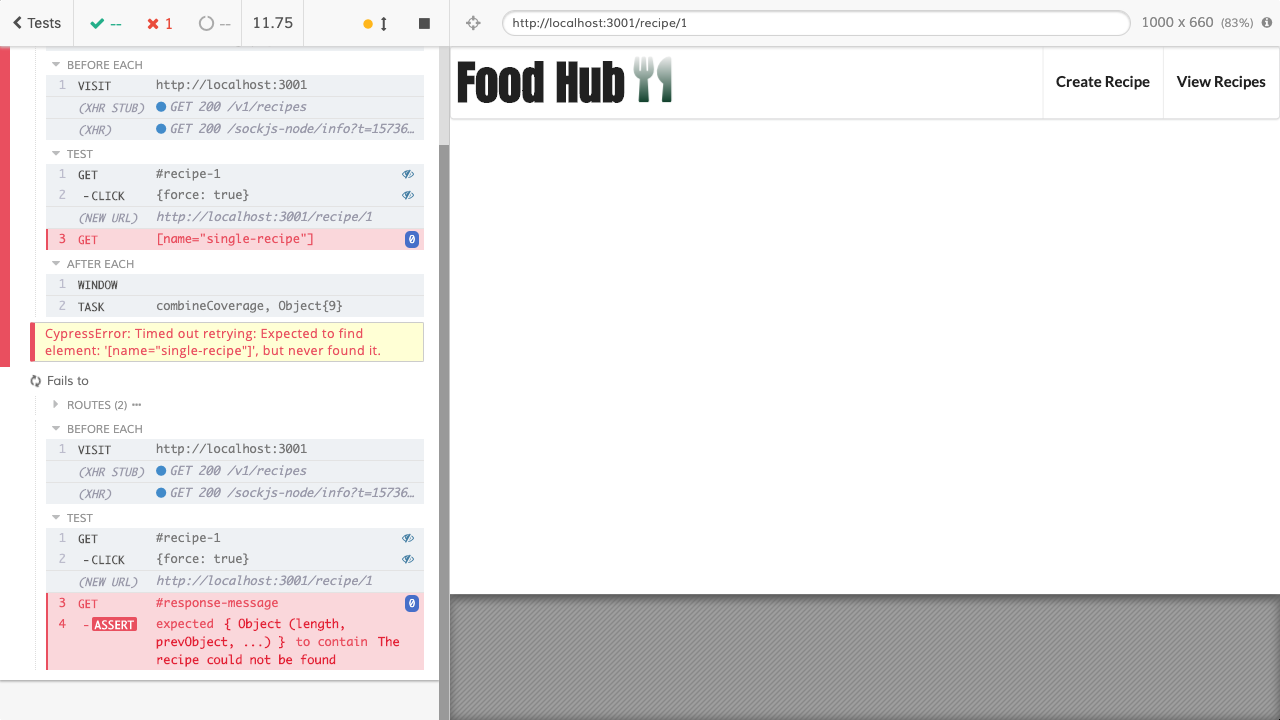 Tests
--
1
--
11.75
http://localhost:3001/recipe/1
1000 x 660 (83%)
BEFORE EACH
1 VISIT http://localhost:3001
(XHR STUB) GET 200 /v1/recipes
(XHR) GET 200 /sockjs-node/info?t=15736…
TEST
1 GET #recipe-1
2 - CLICK {force: true}
(NEW URL) http://localhost:3001/recipe/1
3 GET [name="single-recipe"] 0
AFTER EACH
1 WINDOW
2 TASK combineCoverage, Object{9}
CypressError: Timed out retrying: Expected to find
element: '[name="single-recipe"]', but never found it.
Fails to
ROUTES (2)
BEFORE EACH
1 VISIT http://localhost:3001
(XHR STUB) GET 200 /v1/recipes
(XHR) GET 200 /sockjs-node/info?t=15736…
TEST
1 GET #recipe-1
2 - CLICK {force: true}
(NEW URL) http://localhost:3001/recipe/1
3 GET #response-message 0
4 - ASSERT expected { Object (length,
prevObject, ...) } to contain The
recipe could not be found
Food Hub
Create Recipe
View Recipes